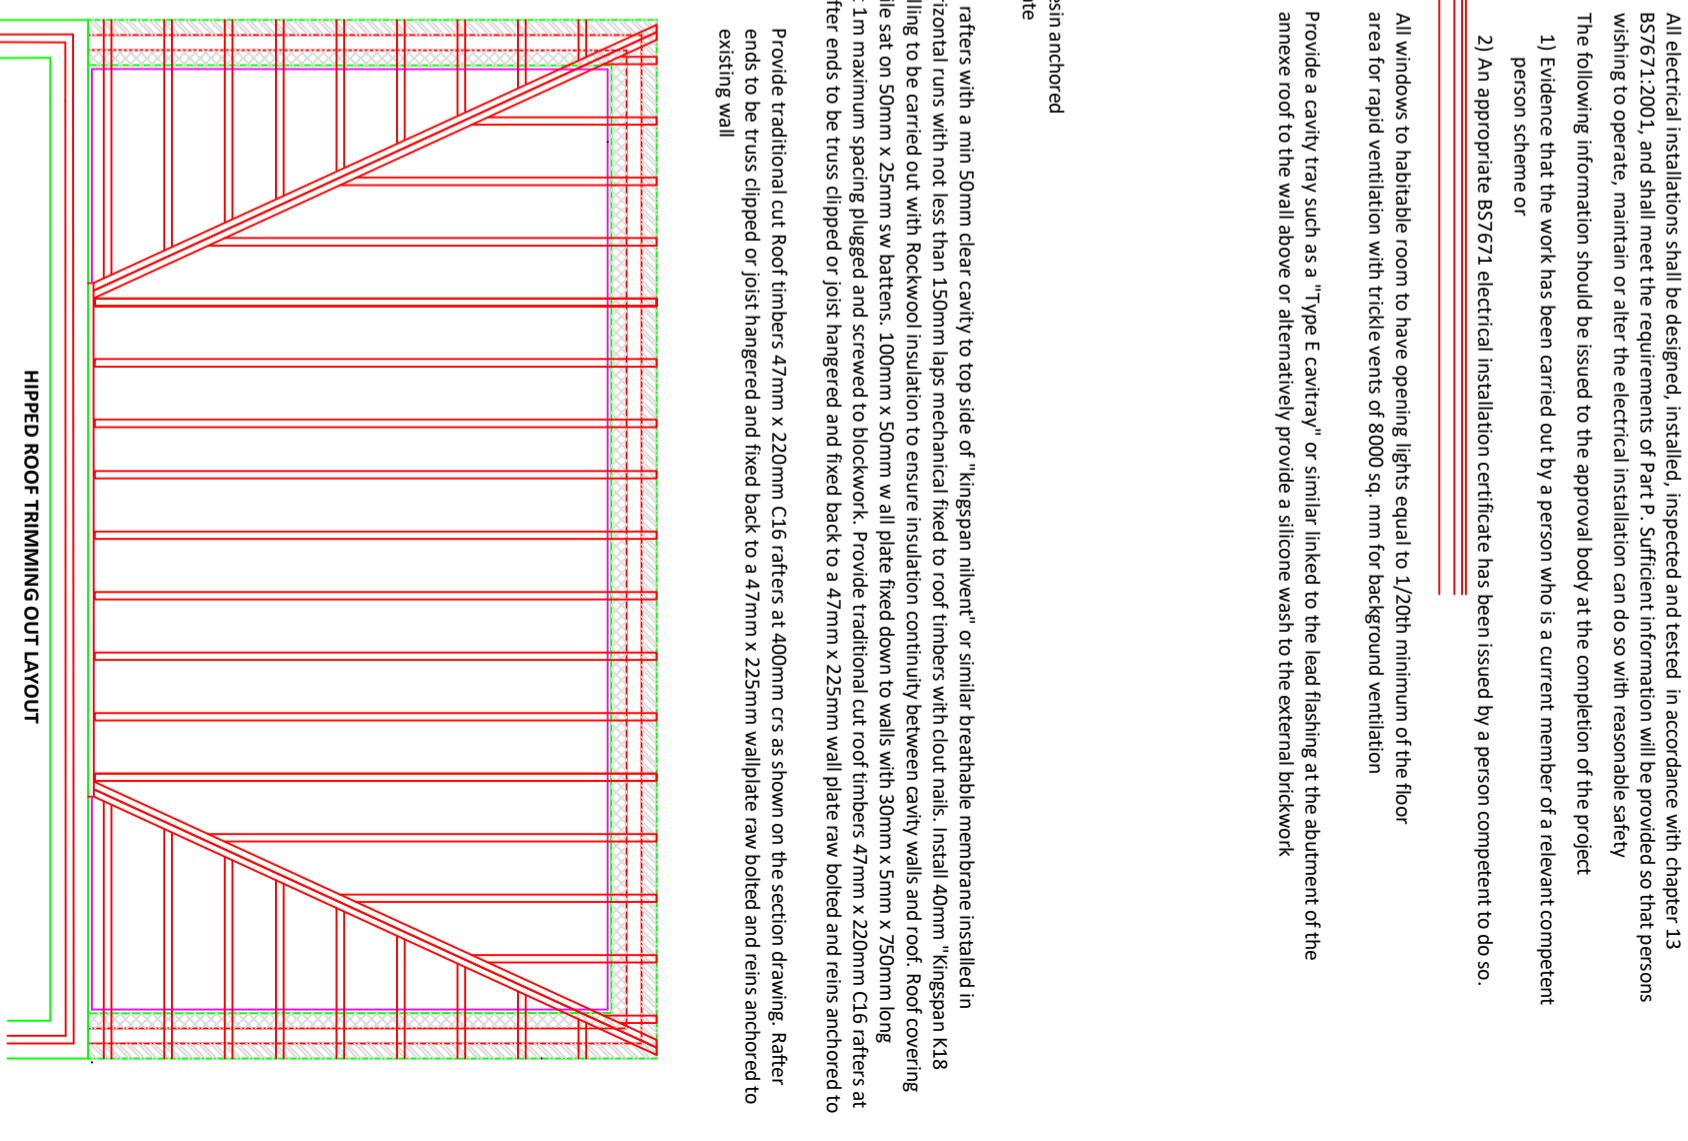 All electrical installations shall be designed, installed, inspected and tested in accordance with chapter 13
BS7671:2001, and shall meet the requirements of Part P. Sufficient information will be provided so that persons
wishing to operate, maintain or alter the electrical installation can do so with reasonable safety
The following information should be issued to the approval body at the completion of the project
1) Evidence that the work has been carried out by a person who is a current member of a relevant competent
person scheme or
2) An appropriate BS7671 electrical installation certificate has been issued by a person competent to do so.
All windows to habitable room to have opening lights equal to 1/20th minimum of the floor
area for rapid ventilation with trickle vents of 8000 sq. mm for background ventilation
Provide a cavity tray such as a "Type E cavitray" or similar linked to the lead flashing at the abutment of the
annexe roof to the wall above or alternatively provide a silicone wash to the external brickwork
esin anchored
ate
rafters with a min 50mm clear cavity to top side of "kingspan nilvent" or similar breathable membrane installed in
rizontal runs with not less than 150mm laps mechanical fixed to roof timbers with clout nails. Install 40mm "Kingspan K18
lling to be carried out with Rockwool insulation to ensure insulation continuity between cavity walls and roof. Roof covering
ile sat on 50mm x 25mm sw battens. 100mm x 50mm w all plate fixed down to walls with 30mm x 5mm x 750mm long
1m maximum spacing plugged and screwed to blockwork. Provide traditional cut roof timbers 47mm x 220mm C16 rafters at
fter ends to be truss clipped or joist hangered and fixed back to a 47mm x 225mm wall plate raw bolted and reins anchored to
Provide traditional cut Roof timbers 47mm x 220mm C16 rafters at 400mm crs as shown on the section drawing. Rafter
ends to be truss clipped or joist hangered and fixed back to a 47mm x 225mm wallplate raw bolted and reins anchored to
existing wall
HIPPED ROOF TRIMMING OUT LAYOUT